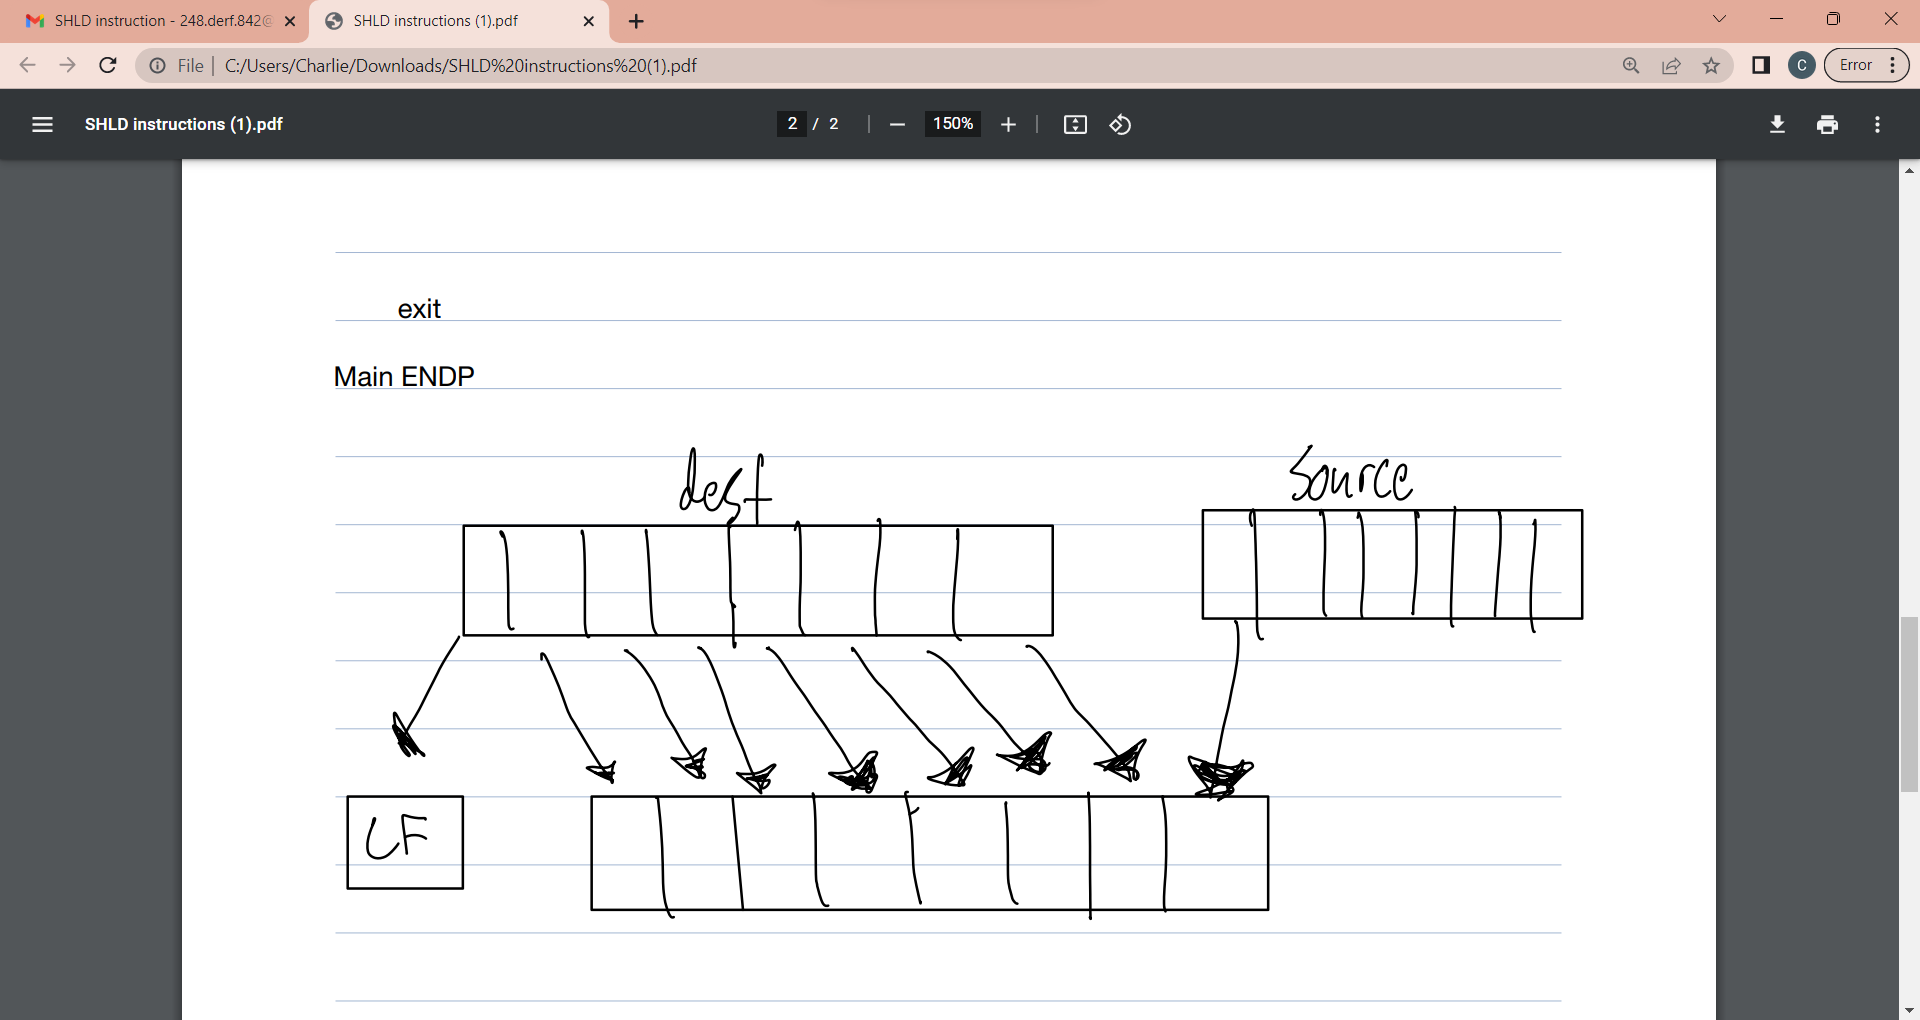 SHLD instruction - 248.derf.842@
SHLD instructions (1).pdf
File | C:/Users/Charlie/Downloads/SHLD%20instructions%20(1).pdf
C
Error
SHLD instructions (1).pdf
2 / 2
150%
exit
Main ENDP
dest
Source
CF